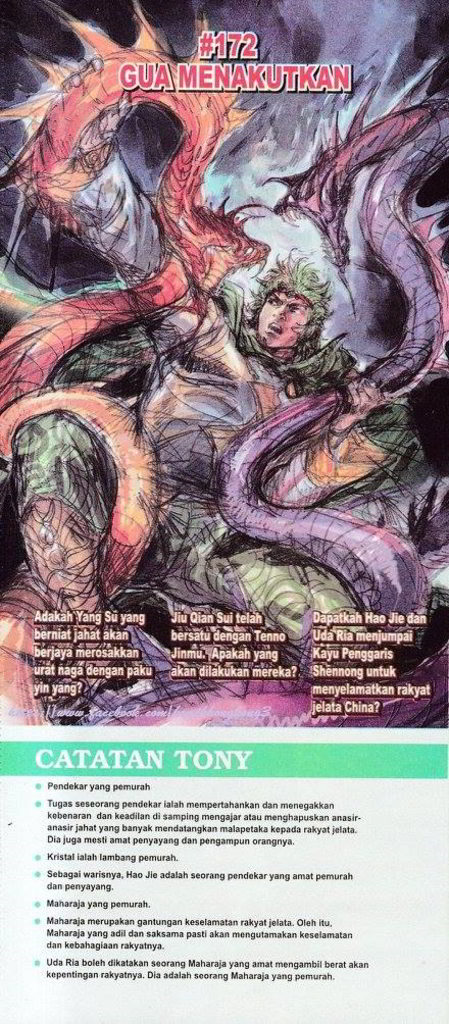 #172
GUA MENAKUTKAN
Adakah Yang Su yang
berniat jahat akan
berjaya merosakkan
urat naga dengan paku
yin yang?
Jiu Qian Sui telah
bersatu dengan Tenno
Jinmu. Apakah yang
akan dilakukan mereka?
Dapatkah Hao Jie dan
Uda Ria menjumpai
Kayu Penggaris
Shennong untuk
menyelamatkan rakyat
jelata China?
CATATAN TONY
Pendekar yang pemurah
Tugas seseorang pendekar ialah mempertahankan dan menegakkan
kebenaran dan keadilan di samping mengajar atau menghapuskan anasir-
anasir jahat yang banyak mendatangkan malapetaka kepada rakyat jelata.
Dia juga mesti amat penyayang dan pengampun orangnya.
Kristal ialah lambang pemurah.
Sebagai warisnya, Hao Jie adalah seorang pendekar yang amat pemurah
dan penyayang.
Maharaja yang pemurah.
Maharaja merupakan gantungan keselamatan rakyat jelata. Oleh itu,
Maharaja yang adil dan saksama pasti akan mengutamakan keselamatan
dan kebahagiaan rakyatnya.
Uda Ria boleh dikatakan seorang Maharaja yang amat mengambil berat akan
kepentingan rakyatnya. Dia adalah seorang Maharaja yang pemurah.